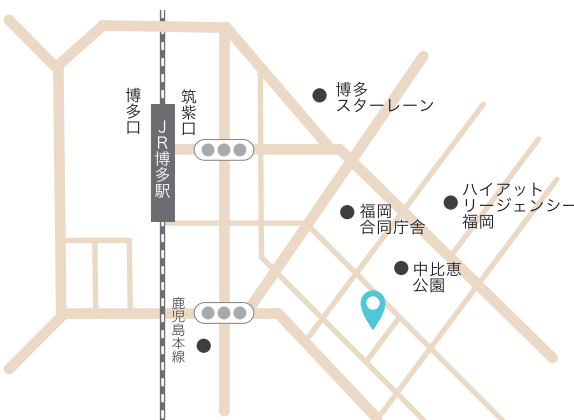 博多
スターレーン
博多口
筑紫口
JR博多駅
ハイアット
リージェンシー
福岡
福岡
合同庁舎
中比恵
公園
鹿児島本線